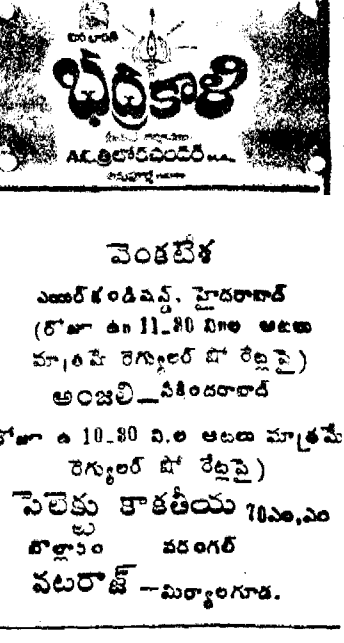 భద్రకాళి
A.C.త్రిలోకచందర్ M.A.,
వెంకటేశ
ఎయిర్‌కండిషన్డ్, హైదరాబాద్
(రోజూ ఉ॥ 11-30 ని॥ల ఆటలు
మాత్రమే రెగ్యులర్ షో రేట్లపై)
అంజలి—సికిందరాబాద్
రోజూ ఉ 10-30 ని.ల ఆటలు మాత్రమే
రెగ్యులర్ షో రేట్లపై)
సెలెక్టు కాకతీయ 70ఎం,ఎం
బొల్లారం వరంగల్
నటరాజ్ —మిర్యాలగూడ.